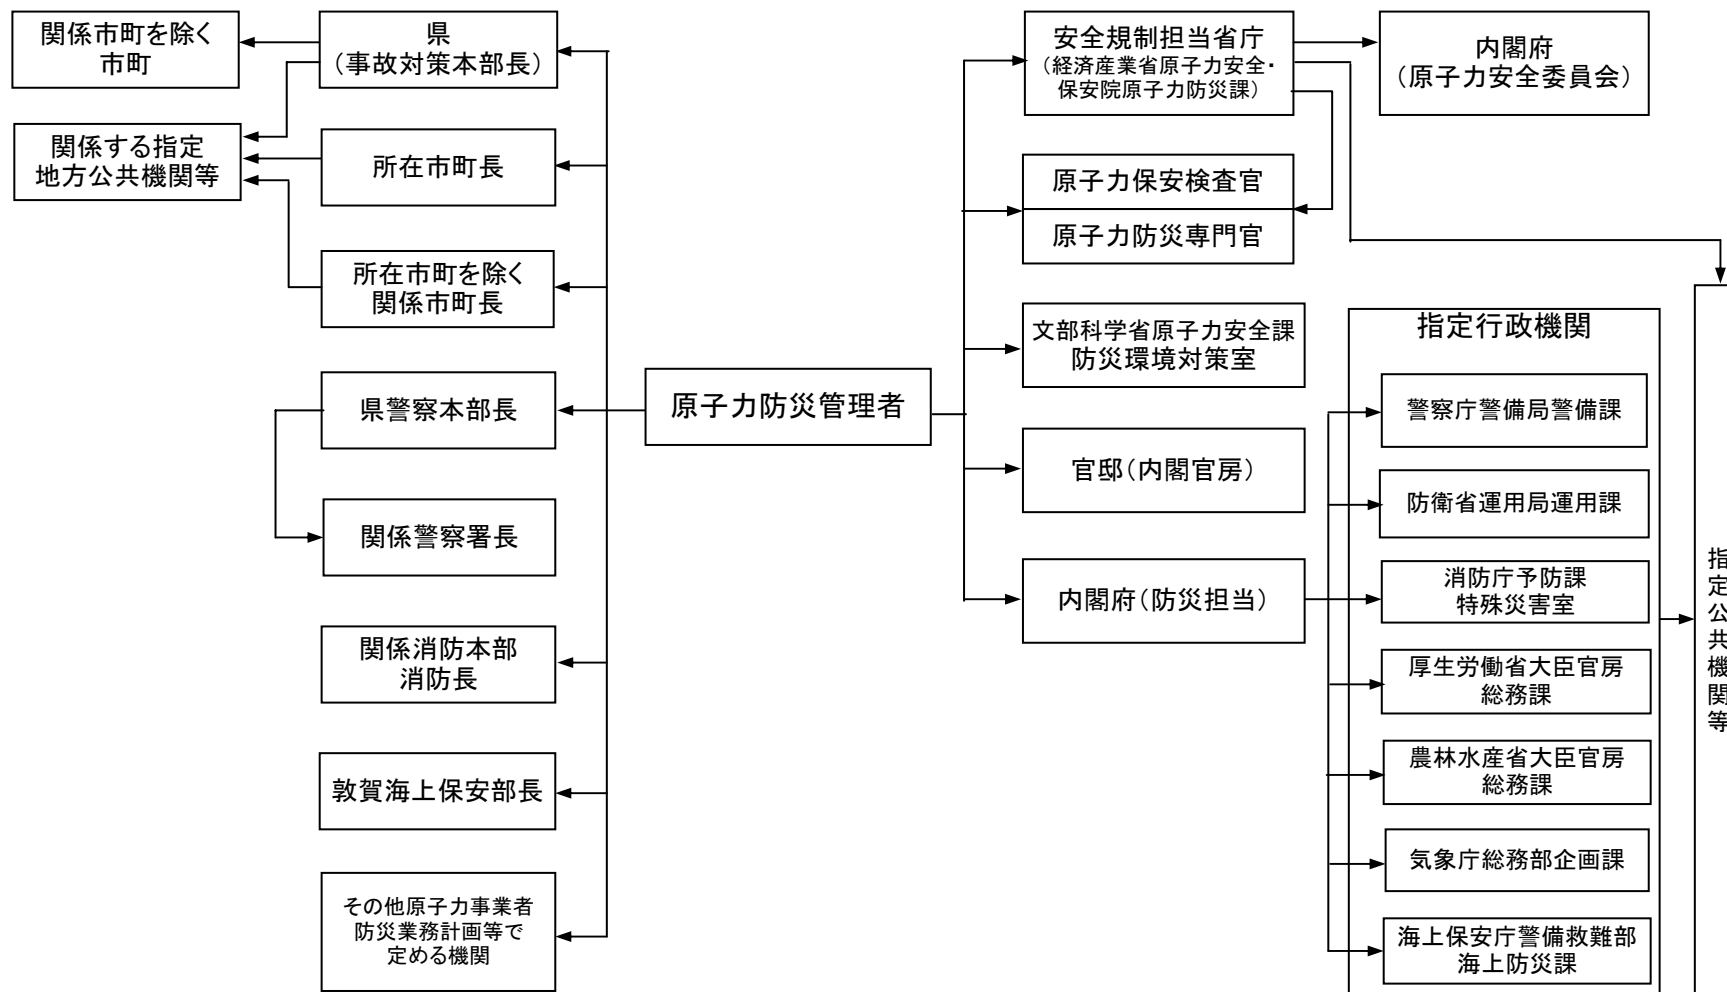 関係市町を除く
市町
県
(事故対策本部長)
関係する指定
地方公共機関等
所在市町長
所在市町を除く
関係市町長
県警察本部長
関係警察署長
関係消防本部
消防長
敦賀海上保安部長
その他原子力事業者
防災業務計画等で
定める機関
原子力防災管理者
安全規制担当省庁
(経済産業省原子力安全・
保安院原子力防災課)
内閣府
(原子力安全委員会)
原子力保安検査官
原子力防災専門官
文部科学省原子力安全課
防災環境対策室
官邸(内閣官房)
内閣府(防災担当)
指定行政機関
警察庁警備局警備課
防衛省運用局運用課
消防庁予防課
特殊災害室
厚生労働省大臣官房
総務課
農林水産省大臣官房
総務課
気象庁総務部企画課
海上保安庁警備救難部
海上防災課
指定公共機関等